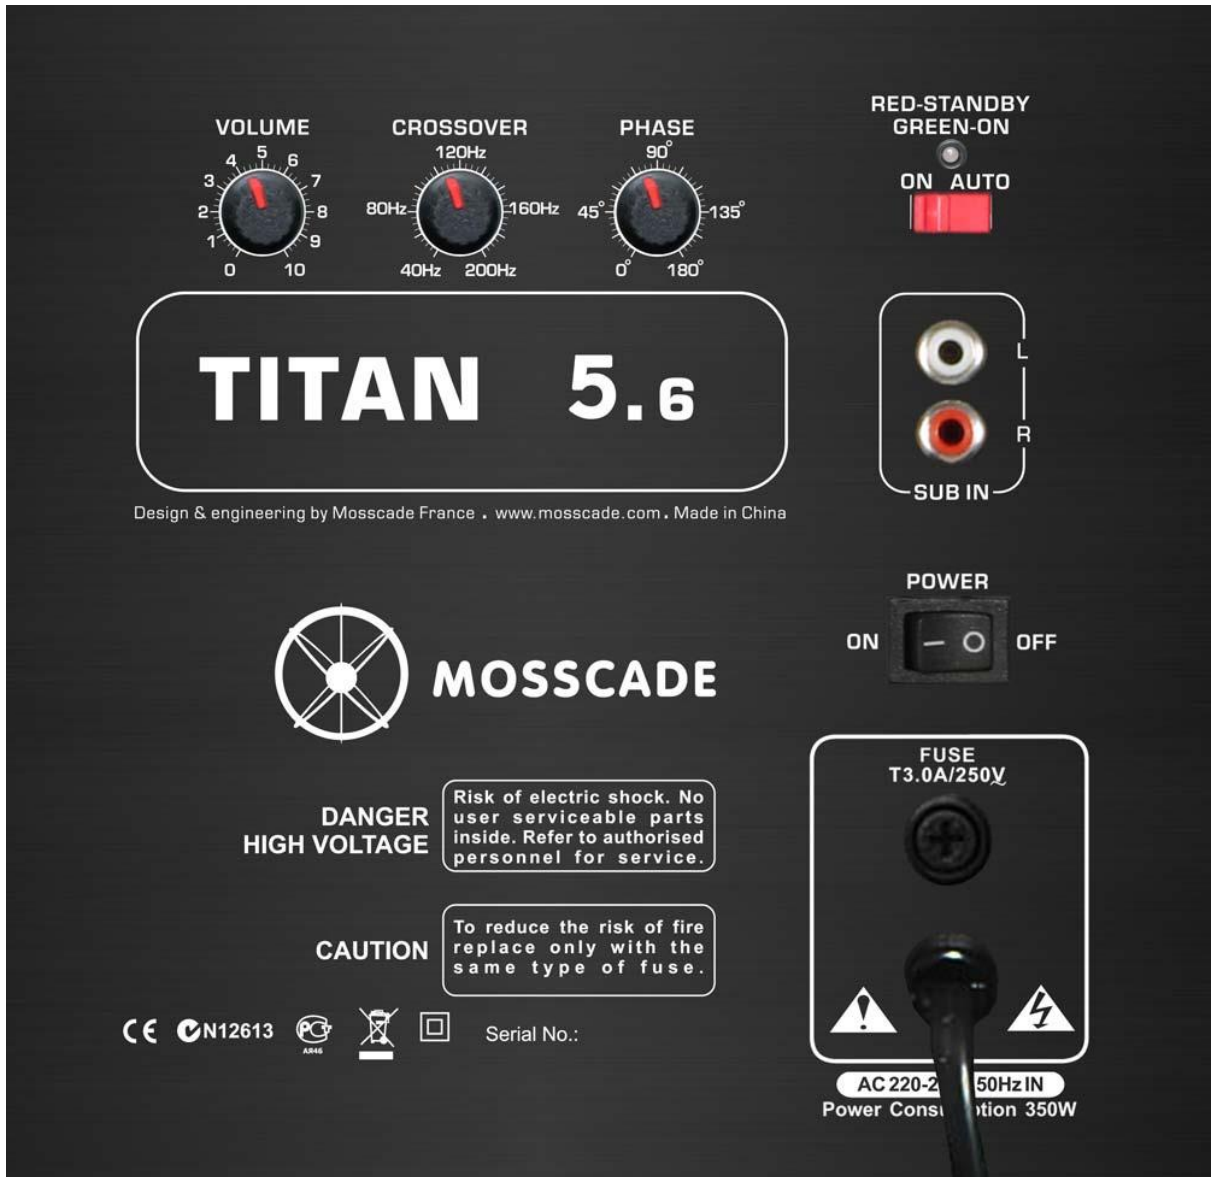 VOLUME
0 1 2 3 4 5 6 7 8 9 10
CROSSOVER
40Hz 80Hz 120Hz 160Hz 200Hz
PHASE
0° 45° 90° 135° 180°
RED-STANDBY
GREEN-ON
ON AUTO
TITAN 5.6
L
R
SUB IN
Design & engineering by Mosscade France . www.mosscade.com . Made in China
POWER
ON OFF
MOSSCADE
FUSE
T3.0A/250V~
DANGER
HIGH VOLTAGE
Risk of electric shock. No
user serviceable parts
inside. Refer to authorised
personnel for service.
CAUTION
To reduce the risk of fire
replace only with the
same type of fuse.
CE N12613 РСТ АЯ46 Serial No.:
AC 220-2 50Hz IN
Power 350W